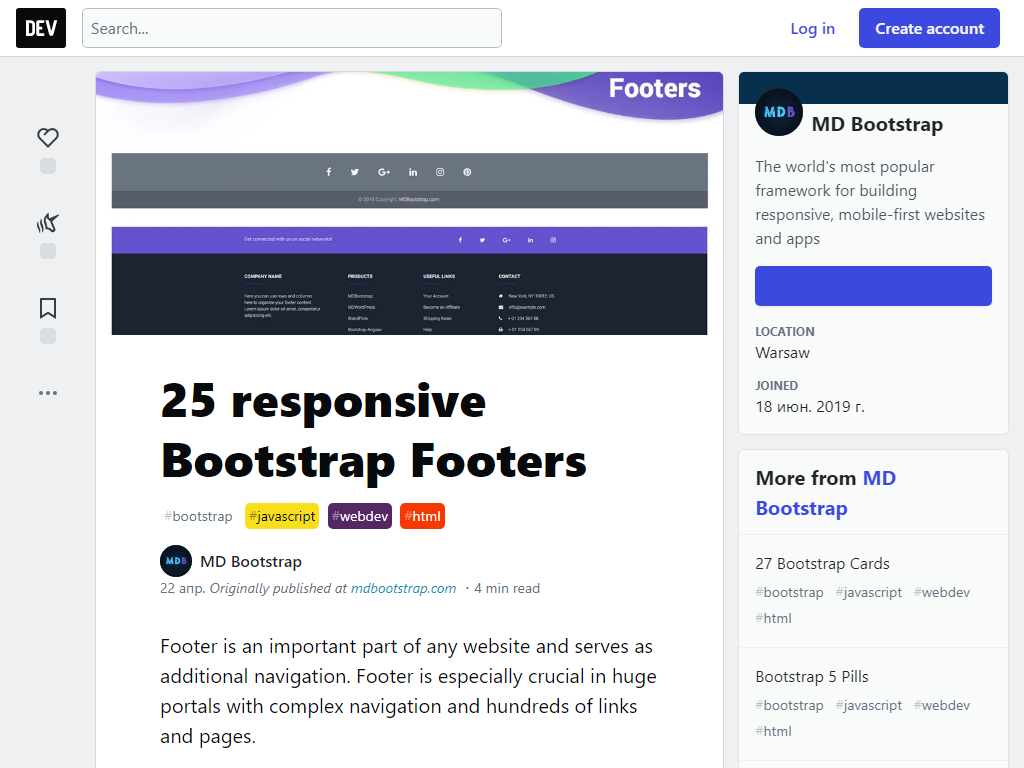 DEV
Search...
Log in
Create account
Footers
© 2019 Copyright: MDBootstrap.com
Get connected with us on social networks!
COMPANY NAME PRODUCTS USEFUL LINKS CONTACT
Here you can use rows and columns MDBootstrap Your Account New York, NY 10012, US
here to organize your footer content. MDWordPress Become an Affiliate info@example.com
Lorem ipsum dolor sit amet, consectetur BrandFlow Shipping Rates + 01 234 567 88
adipisicing elit. Bootstrap Angular Help + 01 234 567 89
25 responsive
Bootstrap Footers
#bootstrap #javascript #webdev #html
MDB MD Bootstrap
22 апр. Originally published at mdbootstrap.com ・4 min read
Footer is an important part of any website and serves as
additional navigation. Footer is especially crucial in huge
portals with complex navigation and hundreds of links
and pages.
MDB
MD Bootstrap
The world's most popular
framework for building
responsive, mobile-first websites
and apps
LOCATION
Warsaw
JOINED
18 июн. 2019 г.
More from MD
Bootstrap
27 Bootstrap Cards
#bootstrap #javascript #webdev
#html
Bootstrap 5 Pills
#bootstrap #javascript #webdev
#html